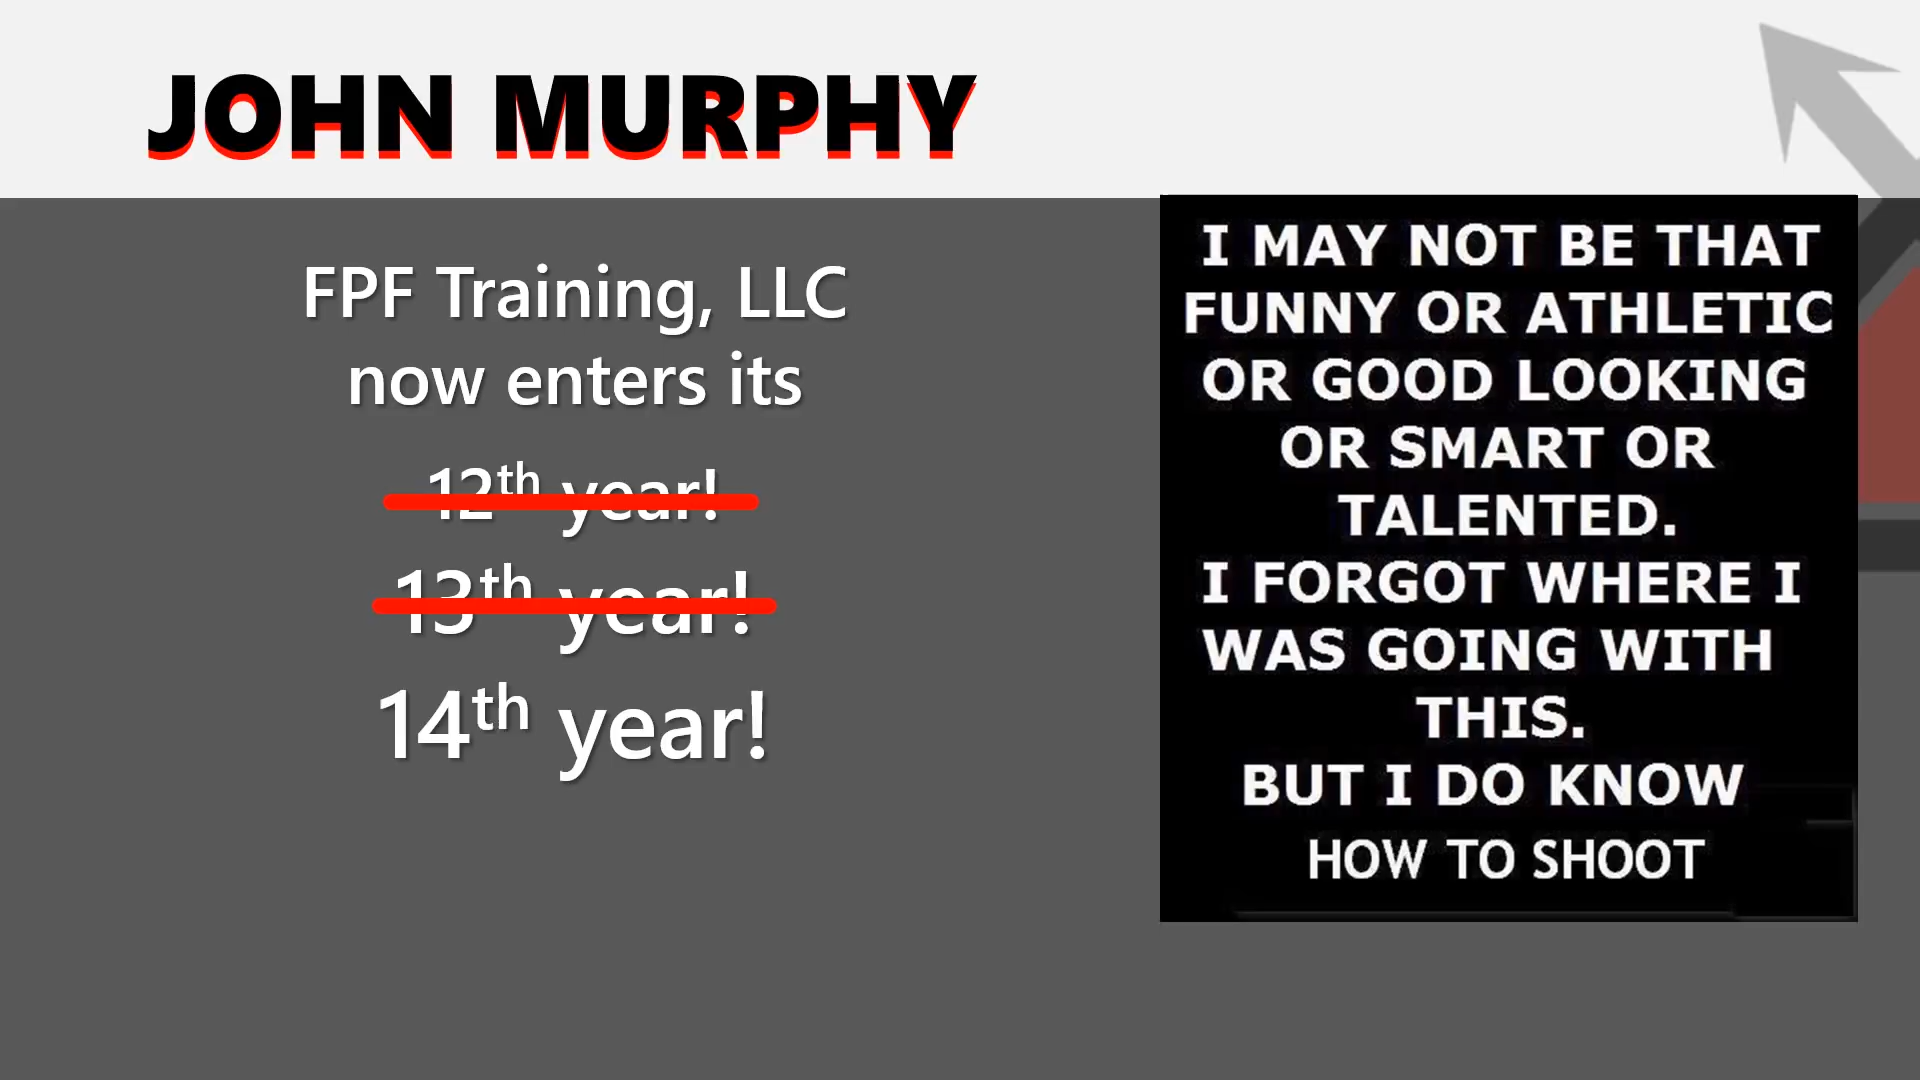 JOHN MURPHY
FPF Training, LLC
now enters its
12th year!
13th year!
14th year!
I MAY NOT BE THAT
FUNNY OR ATHLETIC
OR GOOD LOOKING
OR SMART OR
TALENTED.
I FORGOT WHERE I
WAS GOING WITH
THIS.
BUT I DO KNOW
HOW TO SHOOT